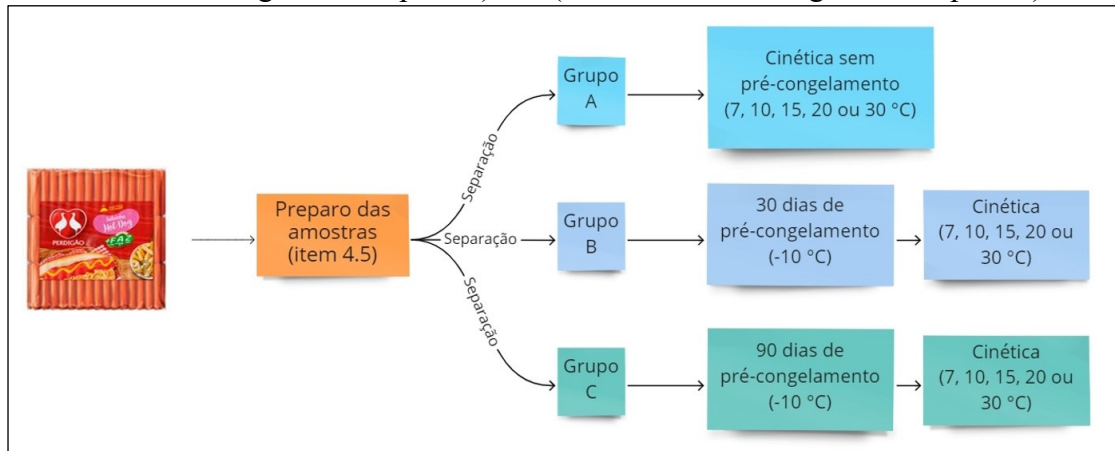 Grupo
A
Cinética sem
pré-congelamento
(7, 10, 15, 20 ou 30 °C)
Separação
PERDIGÃO
Hot Dog
Preparo das
amostras
(item 4.5)
Separação
Grupo
B
30 dias de
pré-congelamento
(-10 °C)
Cinética
(7, 10, 15, 20 ou
30 °C)
Separação
Grupo
C
90 dias de
pré-congelamento
(-10 °C)
Cinética
(7, 10, 15, 20 ou
30 °C)